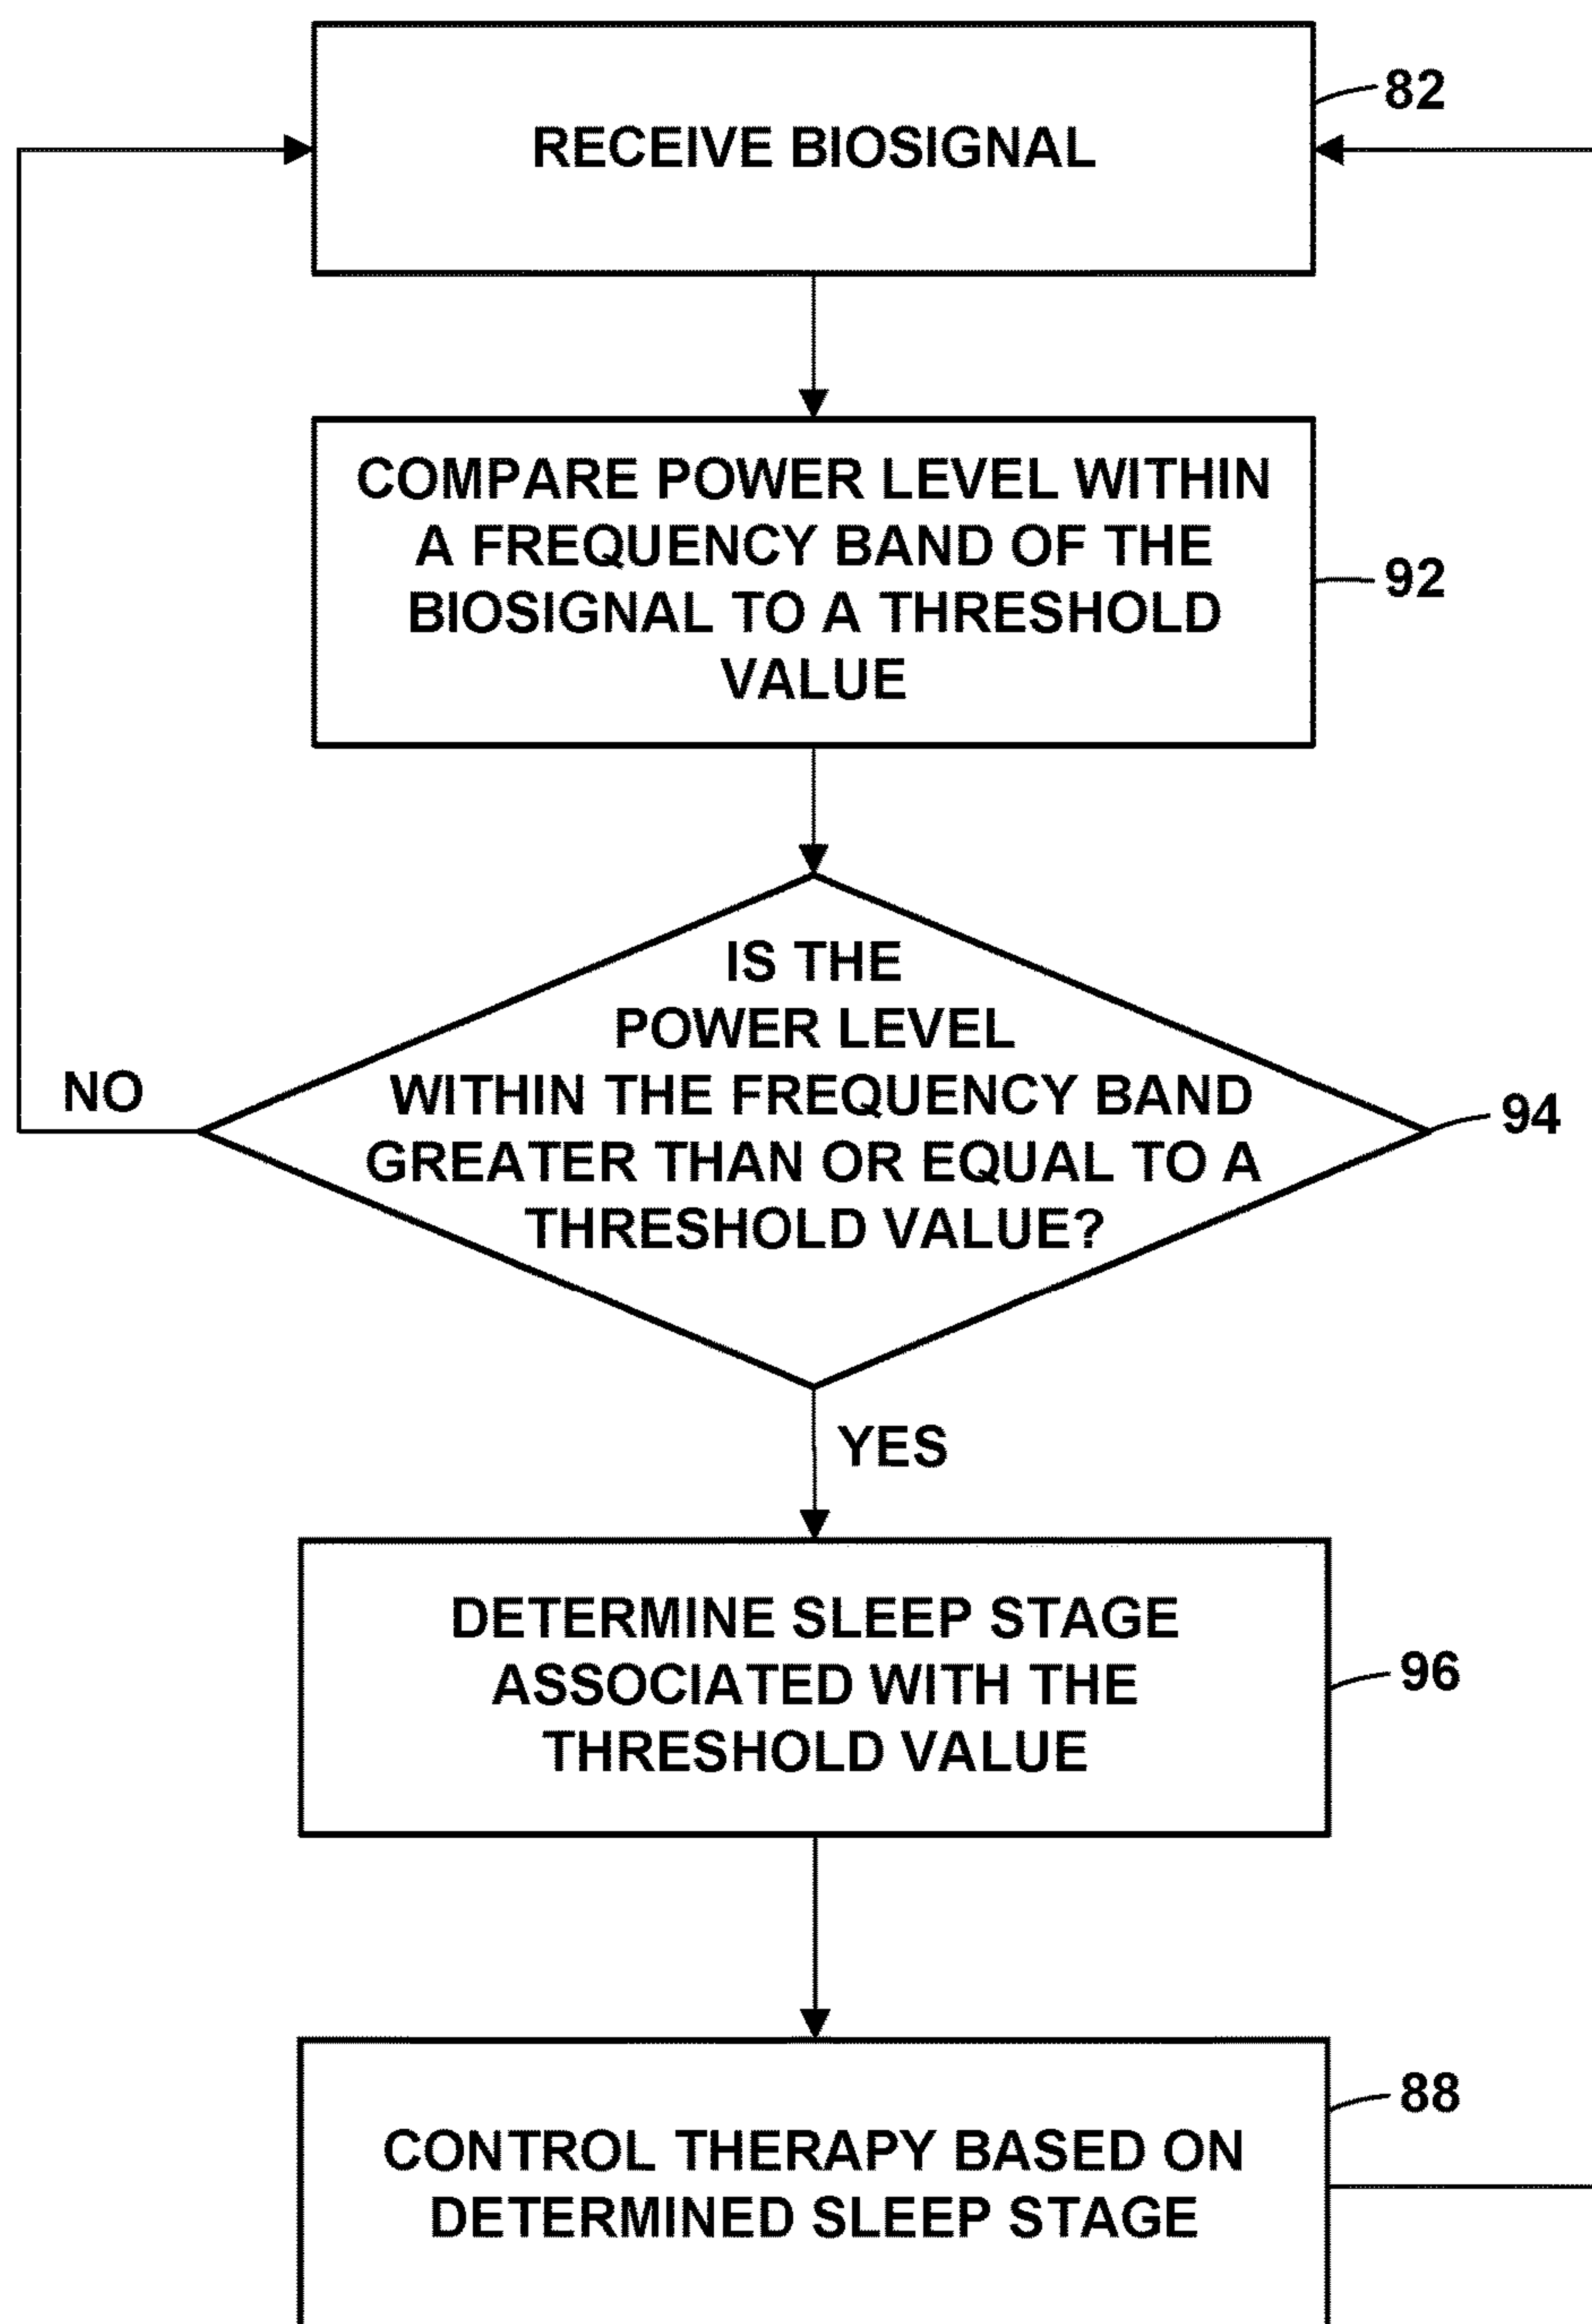 RECEIVE BIOSIGNAL
82
COMPARE POWER LEVEL WITHIN
A FREQUENCY BAND OF THE
BIOSIGNAL TO A THRESHOLD
VALUE
92
IS THE
POWER LEVEL
WITHIN THE FREQUENCY BAND
GREATER THAN OR EQUAL TO A
THRESHOLD VALUE?
NO
94
YES
DETERMINE SLEEP STAGE
ASSOCIATED WITH THE
THRESHOLD VALUE
96
CONTROL THERAPY BASED ON
DETERMINED SLEEP STAGE
88